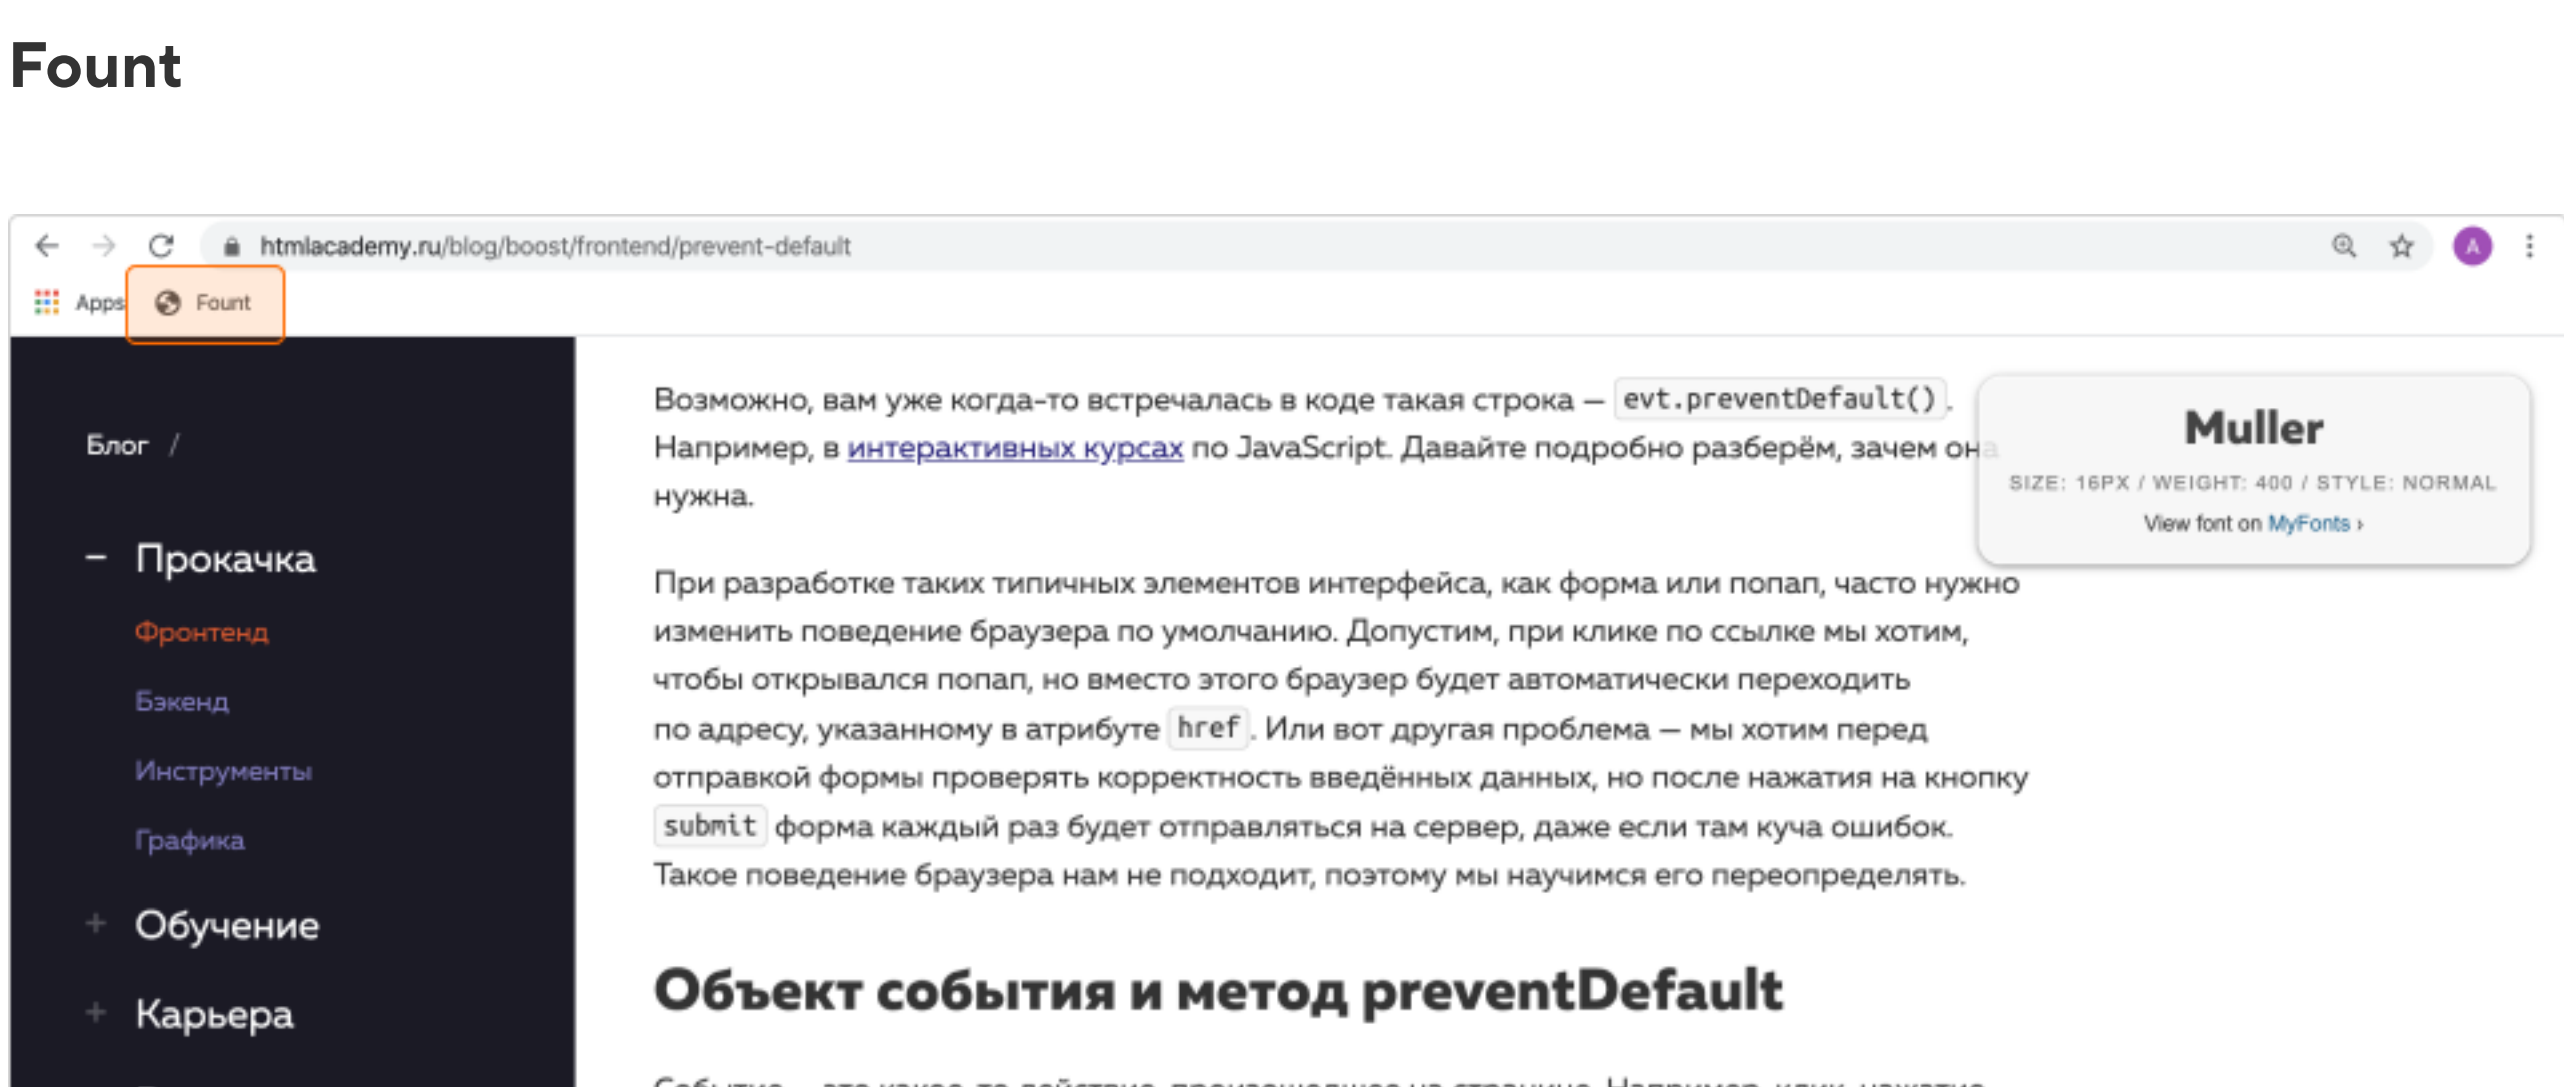 Fount
htmlacademy.ru/blog/boost/frontend/prevent-default
A
Apps
Fount
Блог /
− Прокачка
Фронтенд
Бэкенд
Инструменты
Графика
+ Обучение
+ Карьера
Возможно, вам уже когда-то встречалась в коде такая строка — evt.preventDefault().
Например, в интерактивных курсах по JavaScript. Давайте подробно разберём, зачем она
нужна.
При разработке таких типичных элементов интерфейса, как форма или попап, часто нужно
изменить поведение браузера по умолчанию. Допустим, при клике по ссылке мы хотим,
чтобы открывался попап, но вместо этого браузер будет автоматически переходить
по адресу, указанному в атрибуте href. Или вот другая проблема — мы хотим перед
отправкой формы проверять корректность введённых данных, но после нажатия на кнопку
submit форма каждый раз будет отправляться на сервер, даже если там куча ошибок.
Такое поведение браузера нам не подходит, поэтому мы научимся его переопределять.
Объект события и метод preventDefault
Muller
SIZE: 16PX / WEIGHT: 400 / STYLE: NORMAL
View font on MyFonts ›